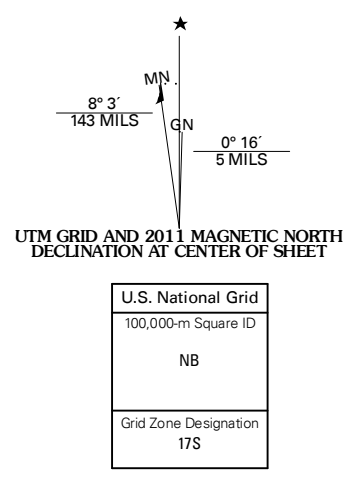 ★
MN
8° 3´
143 MILS
GN
0° 16´
5 MILS
UTM GRID AND 2011 MAGNETIC NORTH
DECLINATION AT CENTER OF SHEET
U.S. National Grid
100,000-m Square ID
NB
Grid Zone Designation
17S